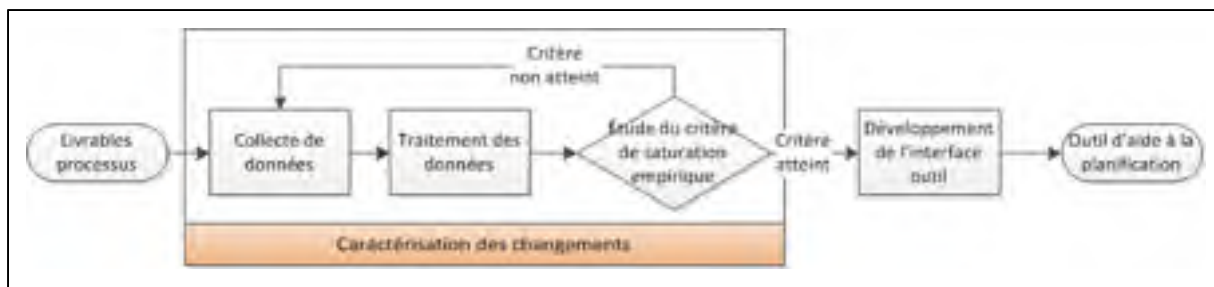 Critère
non atteint
Livrables
processus
Collecte de
données
Traitement des
données
Étude du critère
de saturation
empirique
Critère
atteint
Développement
de l'interface
outil
Outil d'aide à la
planification
Caractérisation des changements